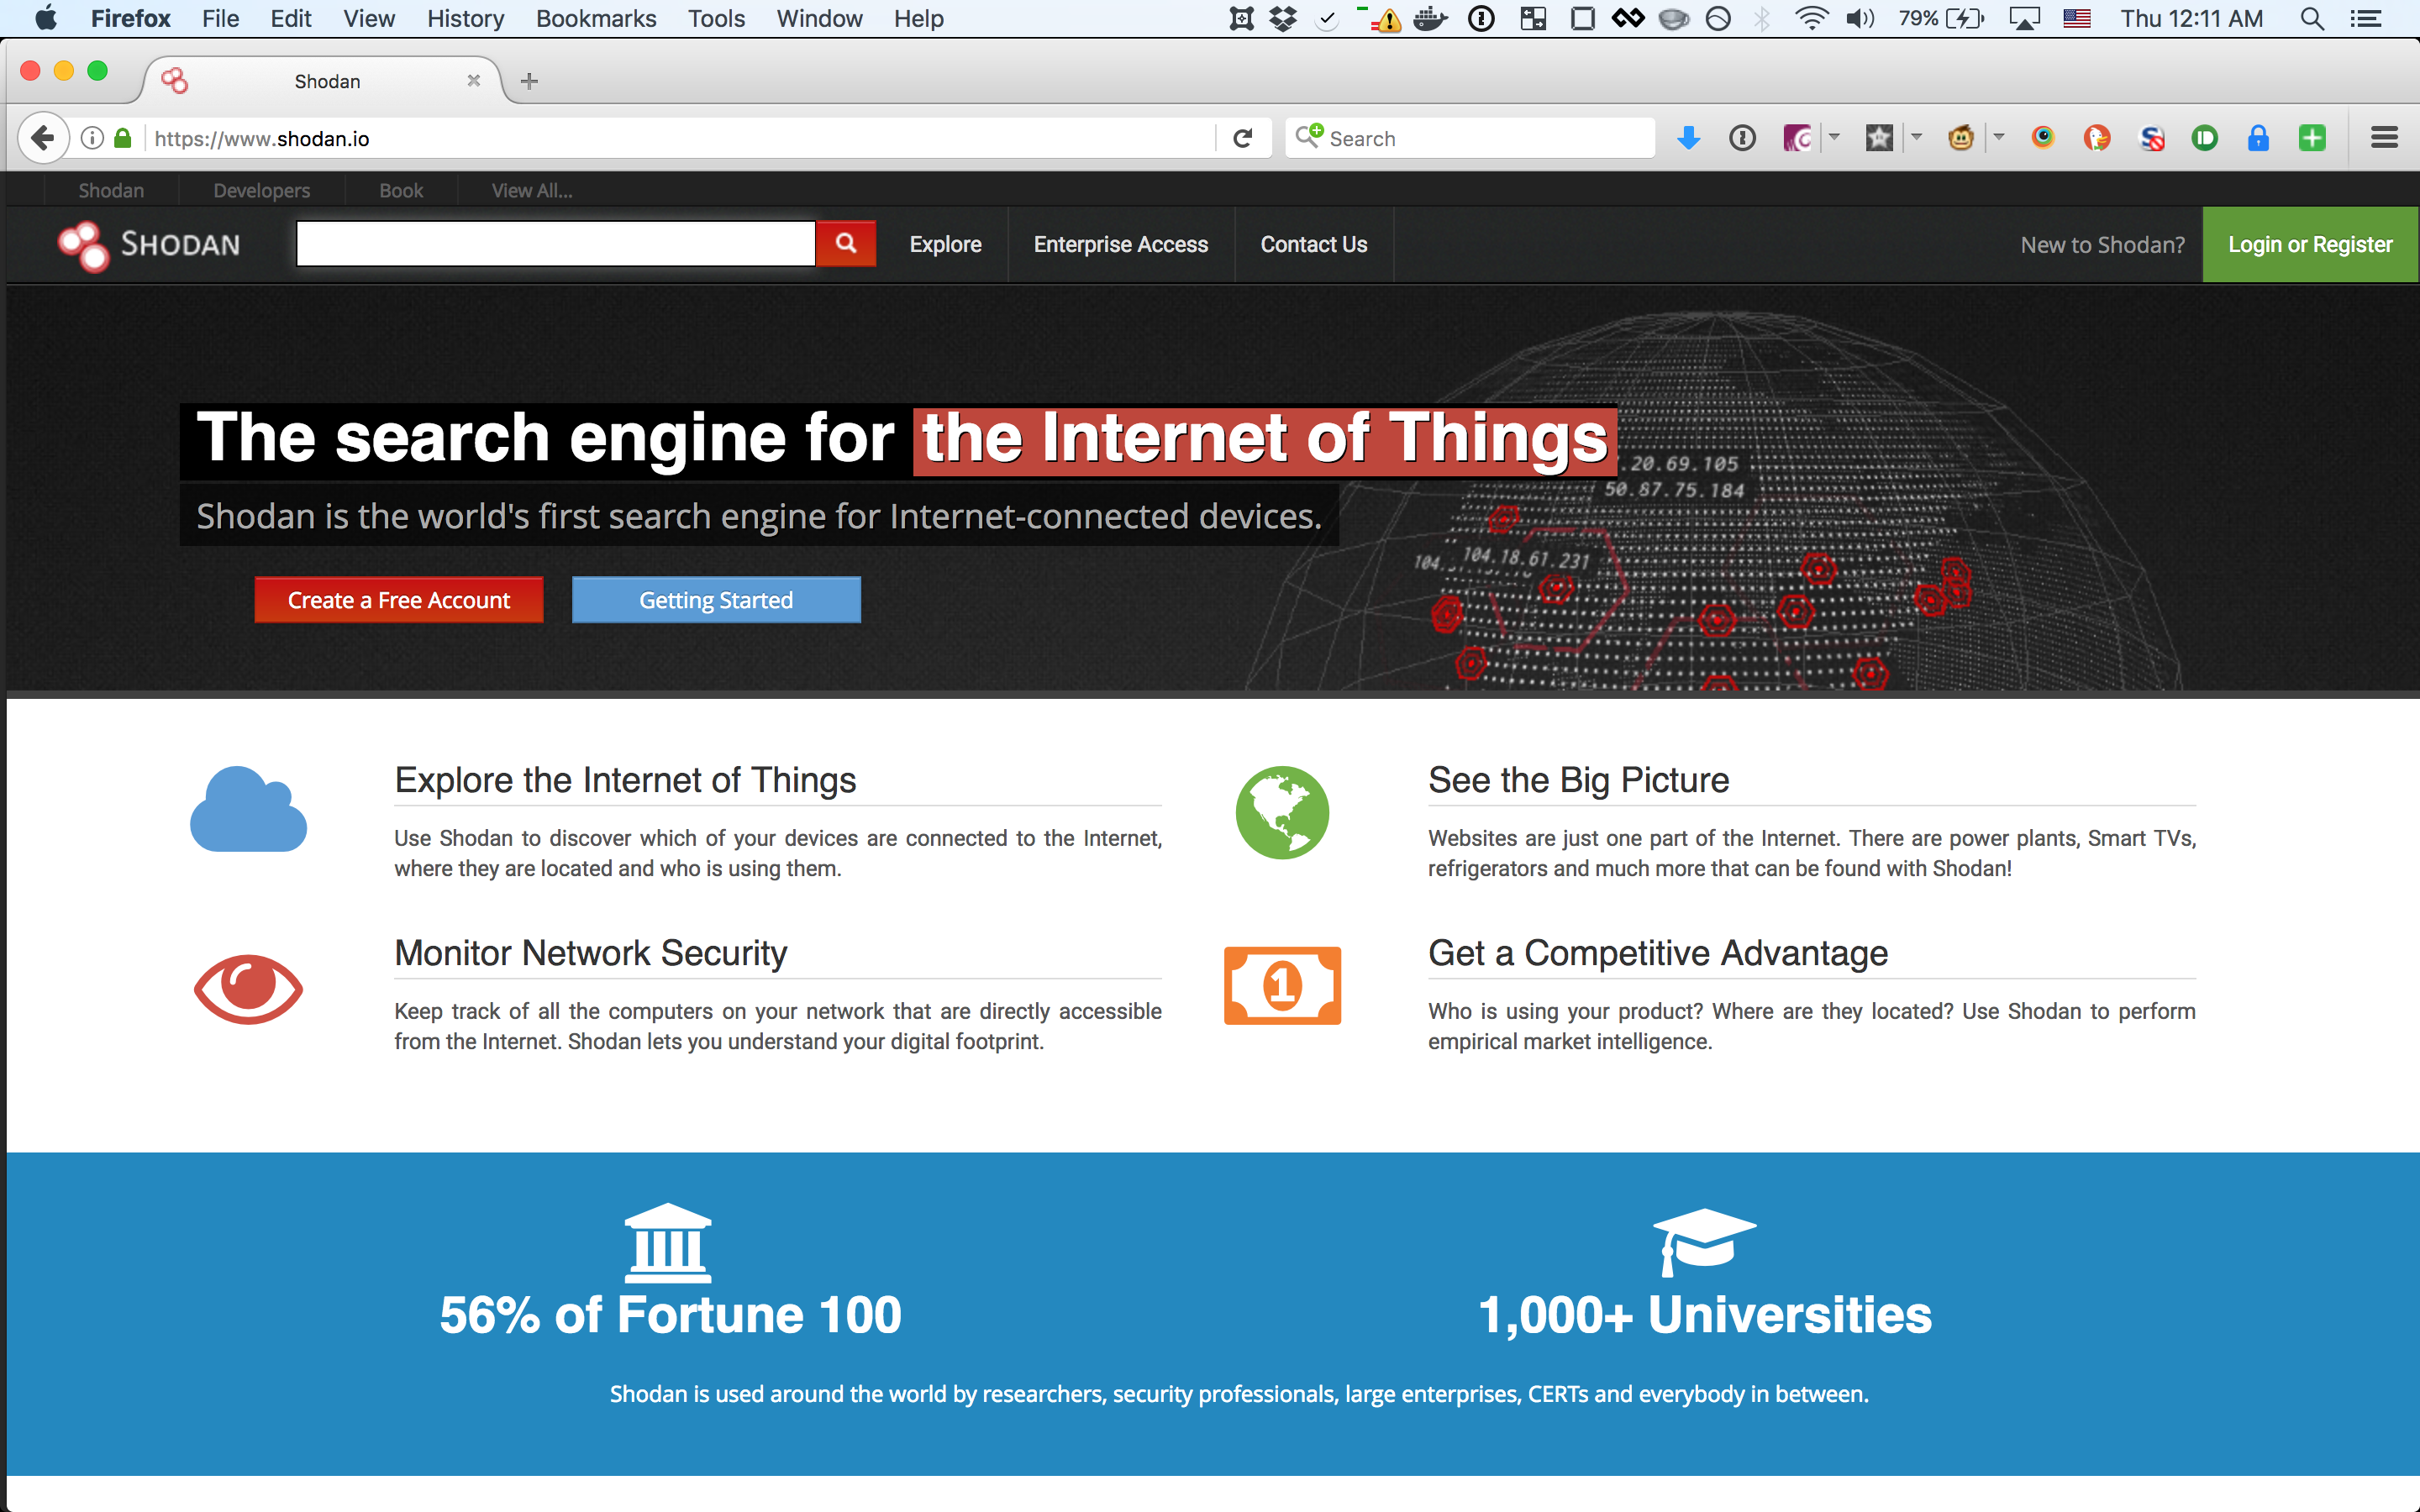 Firefox File Edit View History Bookmarks Tools Window Help 79% Thu 12:11 AM
Shodan
https://www.shodan.io Search
Shodan Developers Book View All...
SHODAN Explore Enterprise Access Contact Us New to Shodan? Login or Register
The search engine for the Internet of Things
.20.69.105
50.87.75.184
Shodan is the world's first search engine for Internet-connected devices.
104.18.61.231
104.
Create a Free Account Getting Started
Explore the Internet of Things
Use Shodan to discover which of your devices are connected to the Internet,
where they are located and who is using them.
See the Big Picture
Websites are just one part of the Internet. There are power plants, Smart TVs,
refrigerators and much more that can be found with Shodan!
Monitor Network Security
Keep track of all the computers on your network that are directly accessible
from the Internet. Shodan lets you understand your digital footprint.
1
Get a Competitive Advantage
Who is using your product? Where are they located? Use Shodan to perform
empirical market intelligence.
56% of Fortune 100
1,000+ Universities
Shodan is used around the world by researchers, security professionals, large enterprises, CERTs and everybody in between.